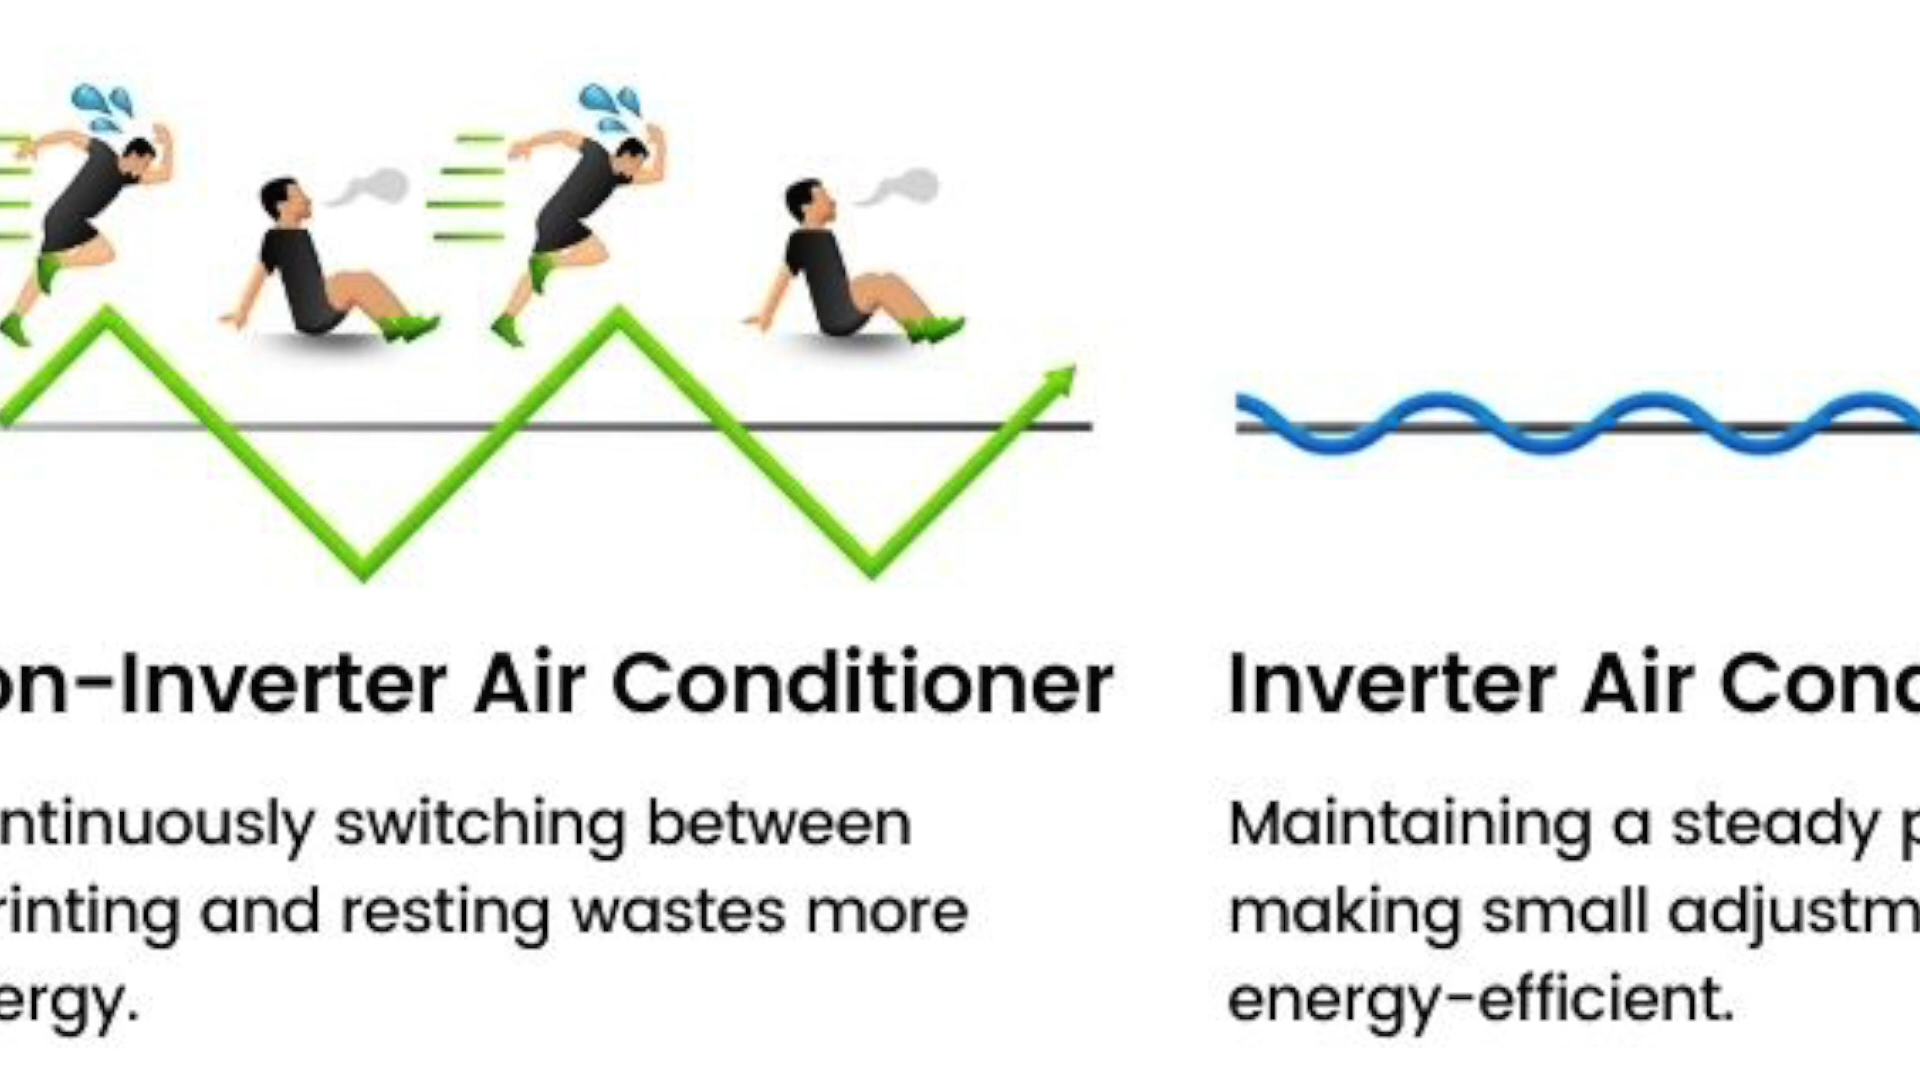 on-Inverter Air Conditioner
ntinuously switching between
rinting and resting wastes more
ergy.
Inverter Air Cond
Maintaining a steady p
making small adjustm
energy-efficient.